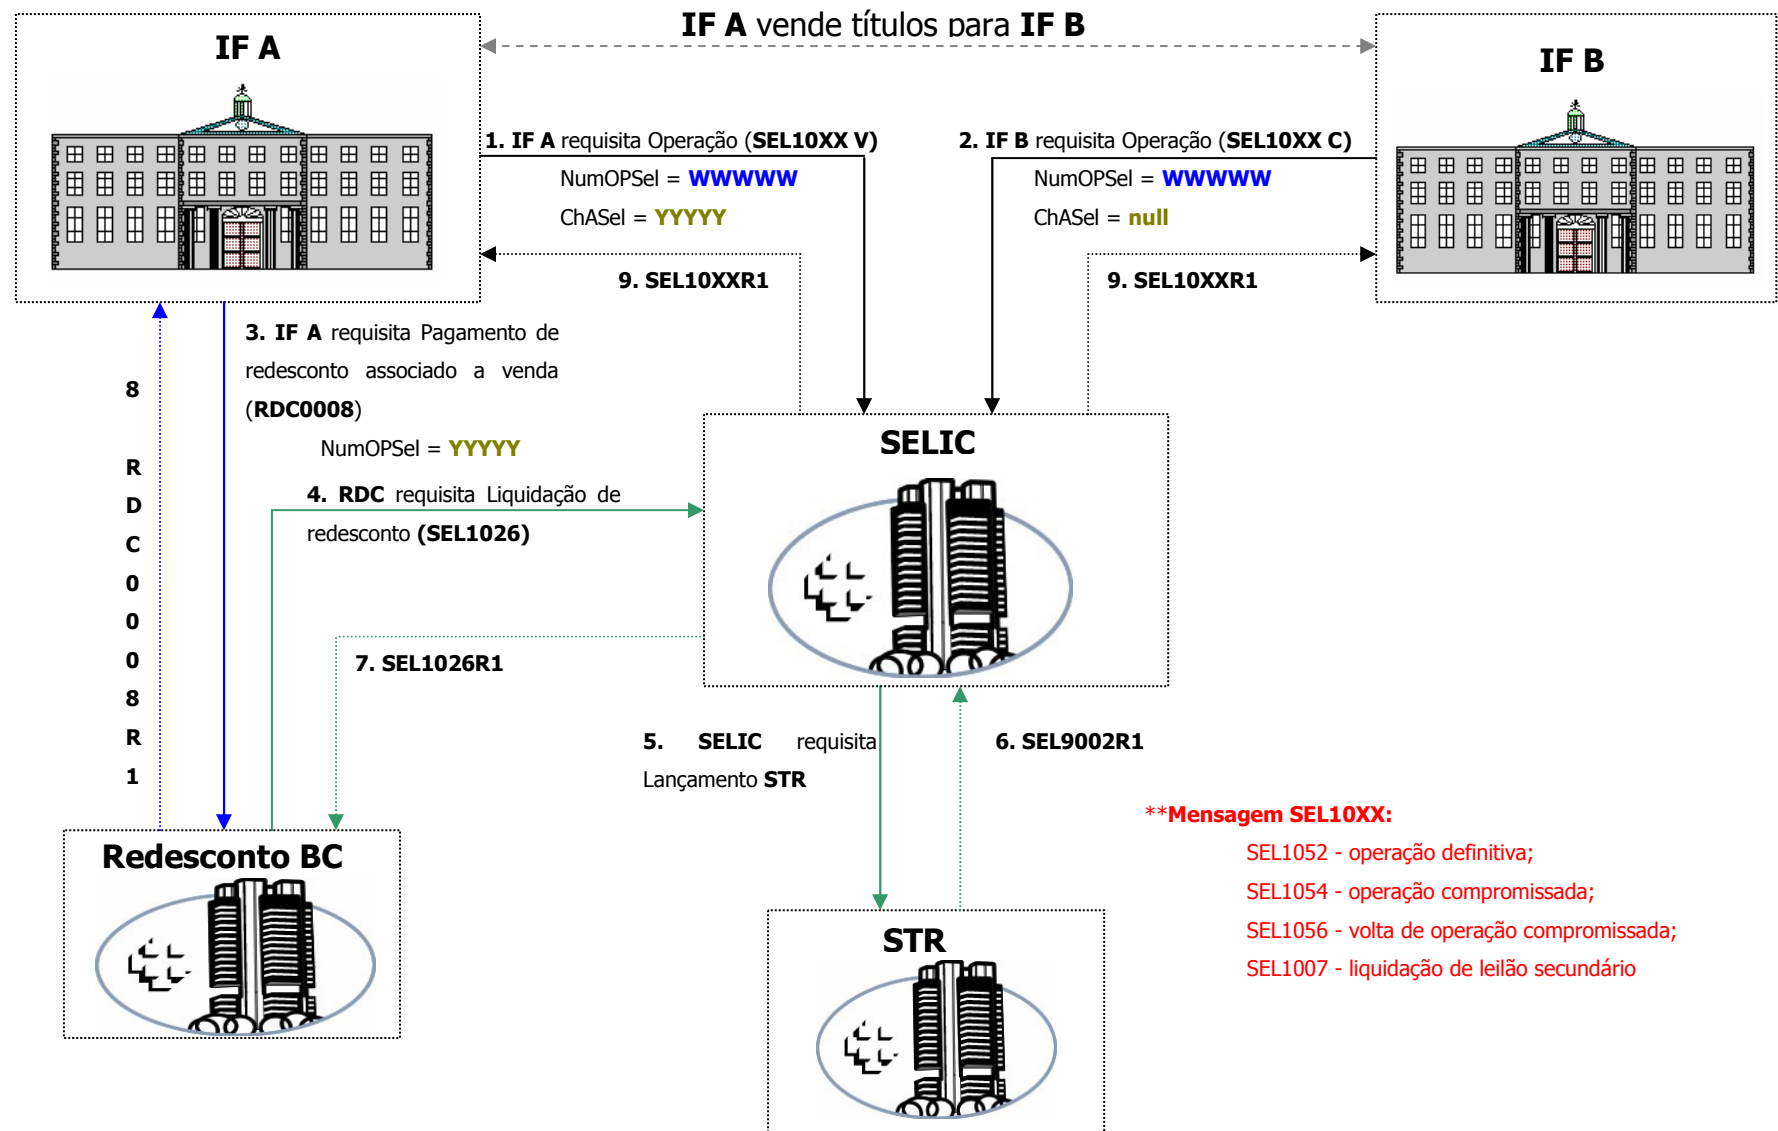 IF A vende títulos para IF B
IF A
IF B
1. IF A requisita Operação (SEL10XX V)
NumOPSel = WWWWW
ChASel = YYYYY
2. IF B requisita Operação (SEL10XX C)
NumOPSel = WWWWW
ChASel = null
9. SEL10XXR1
9. SEL10XXR1
3. IF A requisita Pagamento de
redesconto associado a venda
(RDC0008)
NumOPSel = YYYYY
8
R
D
C
0
0
0
8
R
1
4. RDC requisita Liquidação de
redesconto (SEL1026)
SELIC
7. SEL1026R1
5. SELIC requisita
Lançamento STR
6. SEL9002R1
Redesconto BC
STR
**Mensagem SEL10XX:
SEL1052 - operação definitiva;
SEL1054 - operação compromissada;
SEL1056 - volta de operação compromissada;
SEL1007 - liquidação de leilão secundário